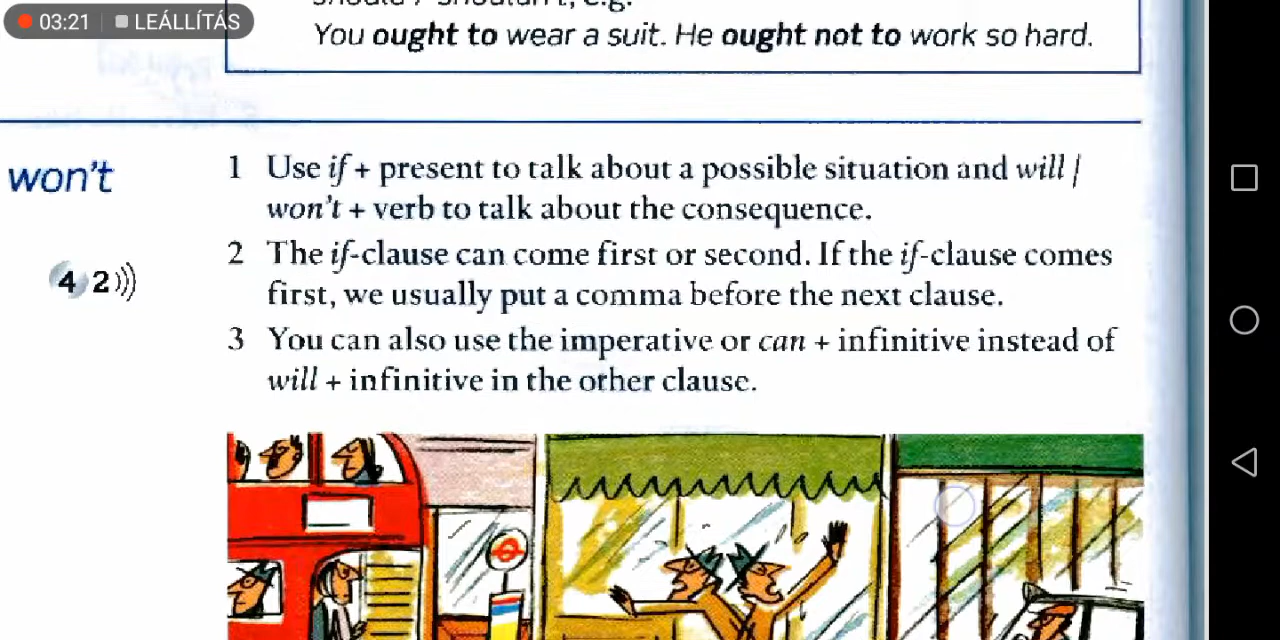 03:21 LEÁLLÍTÁS
You ought to wear a suit. He ought not to work so hard.
won't
1 Use if + present to talk about a possible situation and will /
won't + verb to talk about the consequence.
4 2
2 The if-clause can come first or second. If the if-clause comes
first, we usually put a comma before the next clause.
3 You can also use the imperative or can + infinitive instead of
will + infinitive in the other clause.